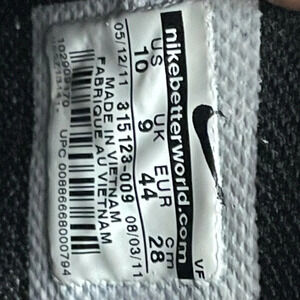 nikebetterworld.com
VF
US UK EUR cm
10 9 44 28
05/12/11 315123-009 08/03/11
MADE IN VIETNAM
FABRIQUE AU VIETNAM
UPC 00886668000794